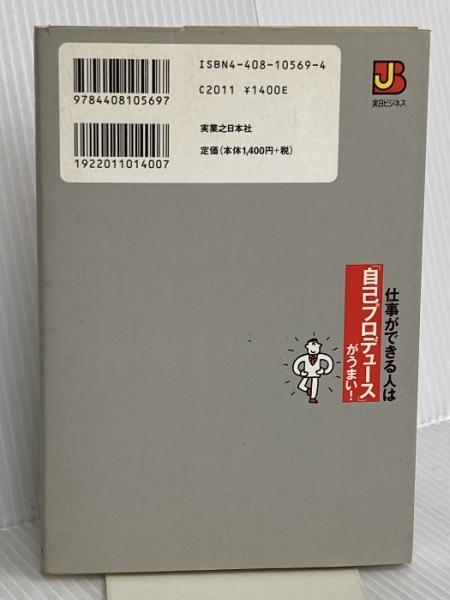 9784408105697
1922011014007
ISBN4-408-10569-4
C2011 ¥1400E
実業之日本社
定価(本体1,400円+税)
JB
実日ビジネス
仕事ができる人は
「自己プロデュース」
がうまい!